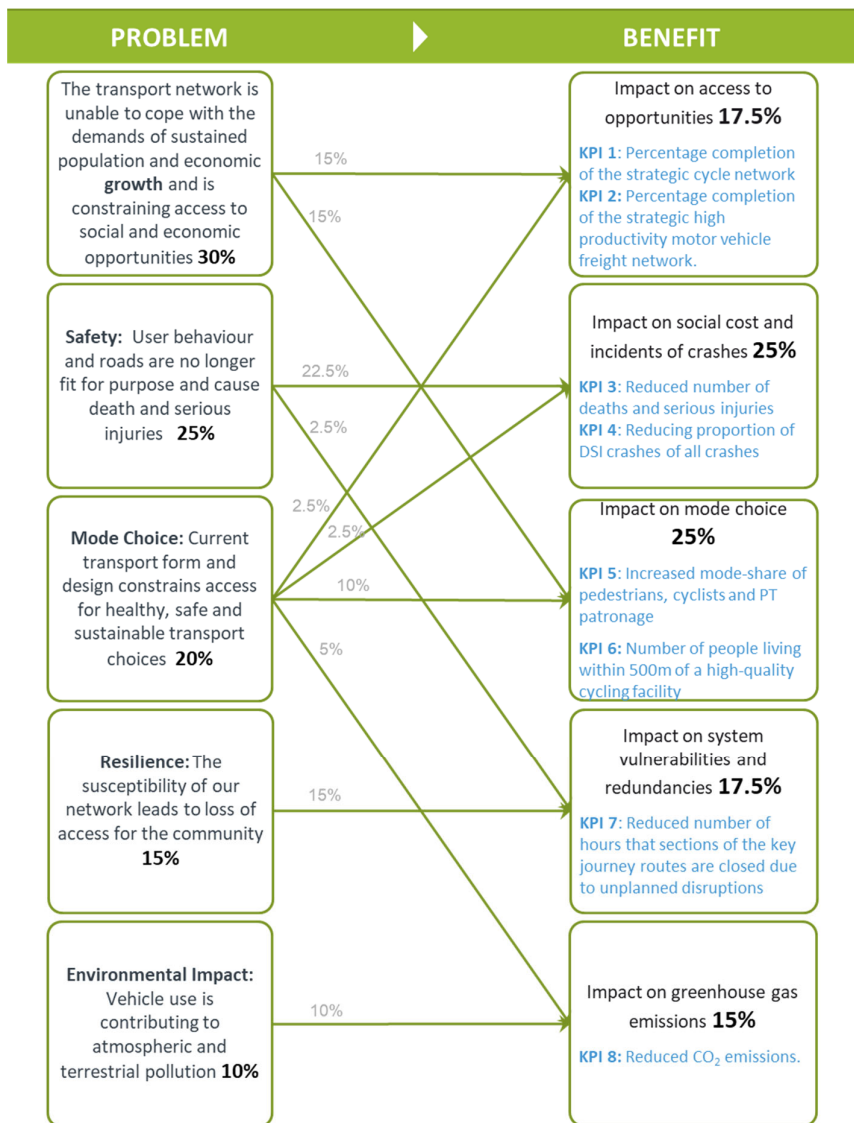 PROBLEM
BENEFIT
The transport network is
unable to cope with the
demands of sustained
population and economic
growth and is
constraining access to
social and economic
opportunities 30%
Safety: User behaviour
and roads are no longer
fit for purpose and cause
death and serious
injuries 25%
Mode Choice: Current
transport form and
design constrains access
for healthy, safe and
sustainable transport
choices 20%
Resilience: The
susceptibility of our
network leads to loss of
access for the community
15%
Environmental Impact:
Vehicle use is
contributing to
atmospheric and
terrestrial pollution 10%
15%
15%
22.5%
2.5%
2.5%
2.5%
10%
5%
15%
10%
Impact on access to
opportunities 17.5%
KPI 1: Percentage completion
of the strategic cycle network
KPI 2: Percentage completion
of the strategic high
productivity motor vehicle
freight network.
Impact on social cost and
incidents of crashes 25%
KPI 3: Reduced number of
deaths and serious injuries
KPI 4: Reducing proportion of
DSI crashes of all crashes
Impact on mode choice
25%
KPI 5: Increased mode-share of
pedestrians, cyclists and PT
patronage
KPI 6: Number of people living
within 500m of a high-quality
cycling facility
Impact on system
vulnerabilities and
redundancies 17.5%
KPI 7: Reduced number of
hours that sections of the key
journey routes are closed due
to unplanned disruptions
Impact on greenhouse gas
emissions 15%
KPI 8: Reduced CO₂ emissions.